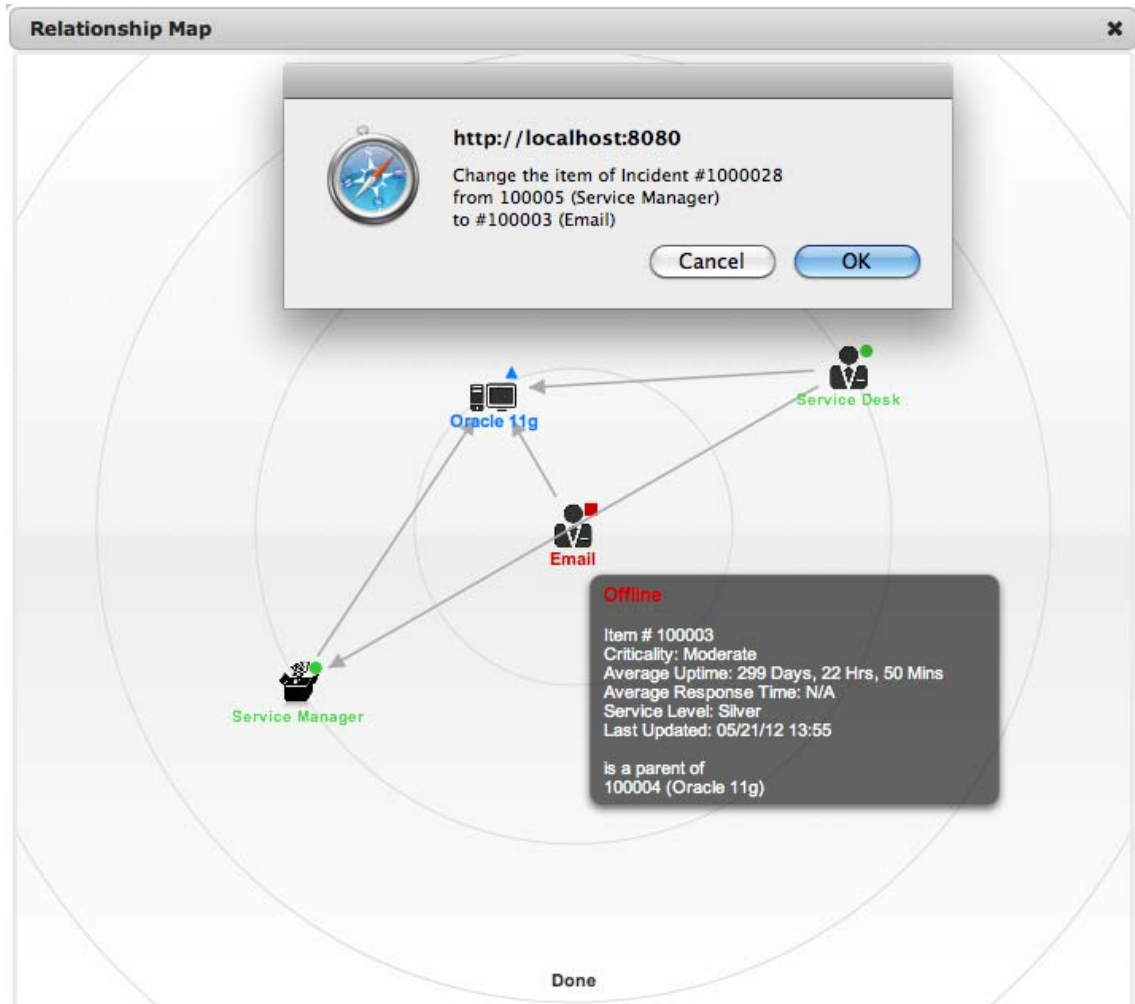 Relationship Map
http://localhost:8080
Change the item of Incident #1000028
from 100005 (Service Manager)
to #100003 (Email)
Cancel
OK
Service Desk
Oracle 11g
Email
Offline
Item # 100003
Criticality: Moderate
Average Uptime: 299 Days, 22 Hrs, 50 Mins
Average Response Time: N/A
Service Level: Silver
Last Updated: 05/21/12 13:55
is a parent of
100004 (Oracle 11g)
Service Manager
Done